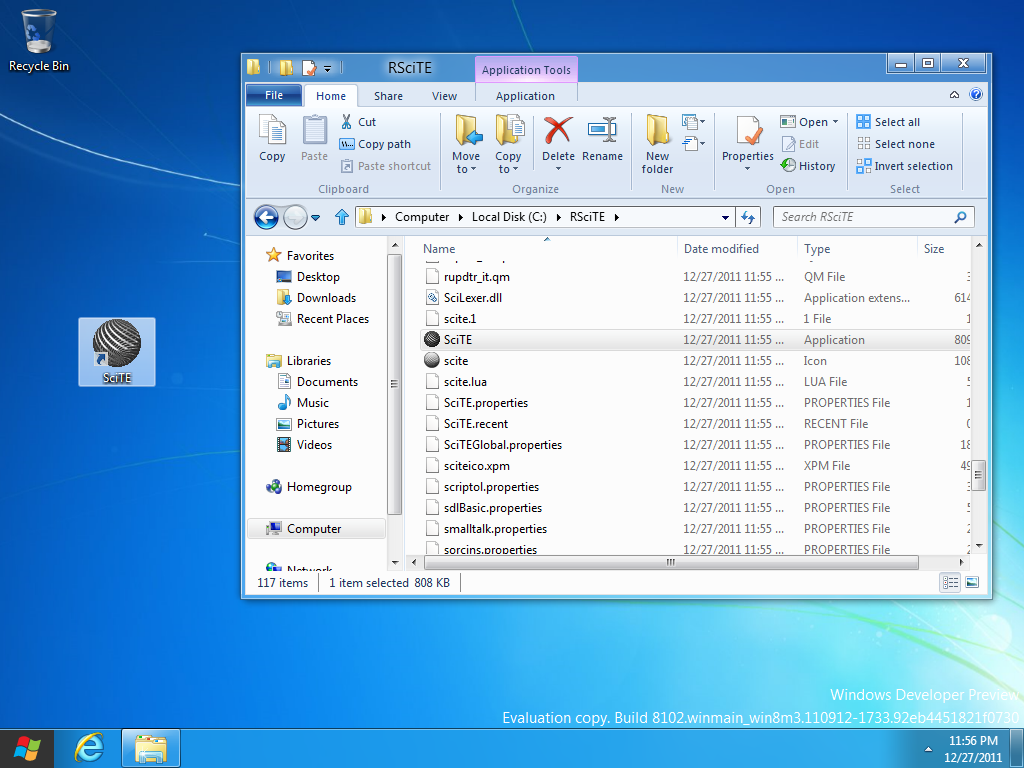 Recycle Bin
RSciTE
Application Tools
File
Home
Share
View
Application
Copy
Paste
Cut
Copy path
Paste shortcut
Clipboard
Move to
Copy to
Delete
Rename
Organize
New folder
New
Properties
Open
Edit
History
Open
Select all
Select none
Invert selection
Select
Computer
Local Disk (C:)
RSciTE
Search RSciTE
Favorites
Desktop
Downloads
Recent Places
Libraries
Documents
Music
Pictures
Videos
Homegroup
Computer
Network
Name Date modified Type Size
rupdtr_it.qm 12/27/2011 11:55 ... QM File
SciLexer.dll 12/27/2011 11:55 ... Application extens... 614
scite.1 12/27/2011 11:55 ... 1 File
SciTE 12/27/2011 11:55 ... Application 809
scite 12/27/2011 11:55 ... Icon 108
scite.lua 12/27/2011 11:55 ... LUA File
SciTE.properties 12/27/2011 11:55 ... PROPERTIES File
SciTE.recent 12/27/2011 11:55 ... RECENT File
SciTEGlobal.properties 12/27/2011 11:55 ... PROPERTIES File 18
sciteico.xpm 12/27/2011 11:55 ... XPM File 49
scriptol.properties 12/27/2011 11:55 ... PROPERTIES File
sdlBasic.properties 12/27/2011 11:55 ... PROPERTIES File
smalltalk.properties 12/27/2011 11:55 ... PROPERTIES File
sorcins.properties 12/27/2011 11:55 ... PROPERTIES File
117 items
1 item selected 808 KB
SciTE
Windows Developer Preview
Evaluation copy. Build 8102.winmain_win8m3.110912-1733.92eb4451821f0730
11:56 PM
12/27/2011